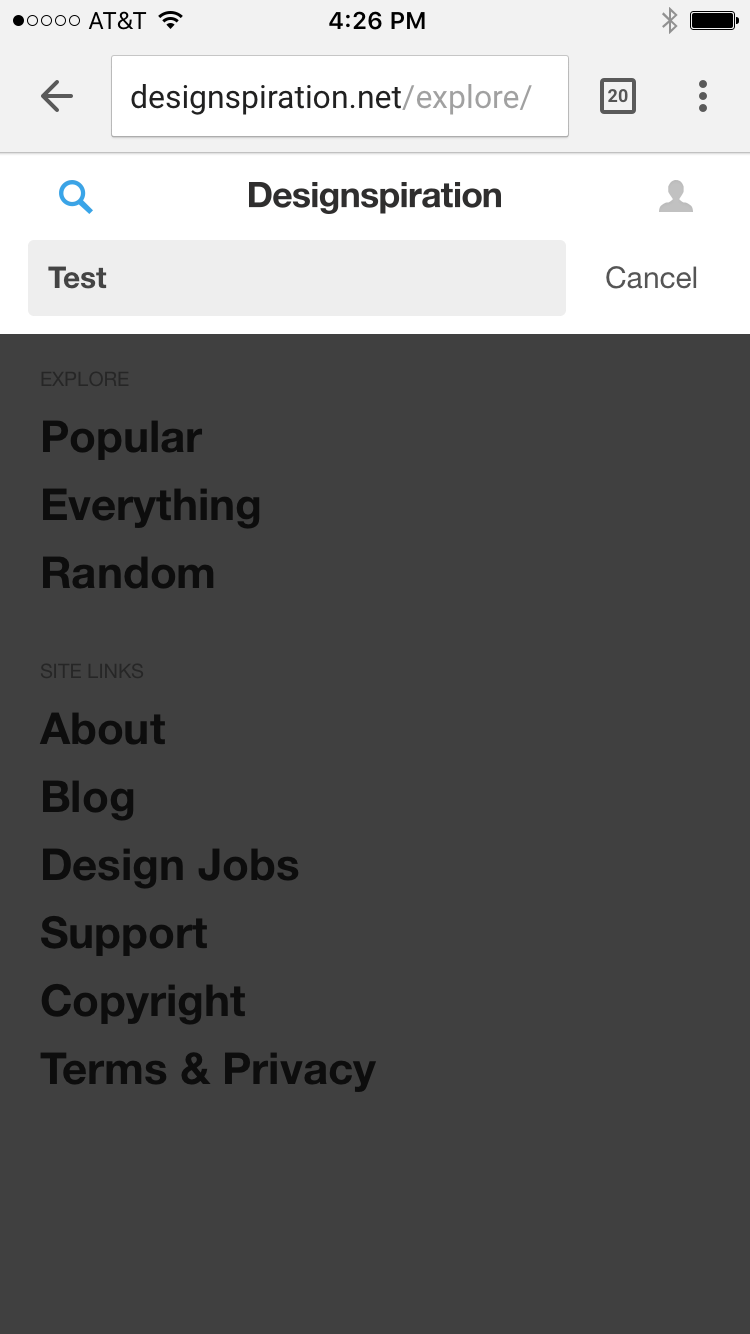 AT&T 4:26 PM
designspiration.net/explore/ 20
Designspiration
Test Cancel
EXPLORE
Popular
Everything
Random
SITE LINKS
About
Blog
Design Jobs
Support
Copyright
Terms & Privacy